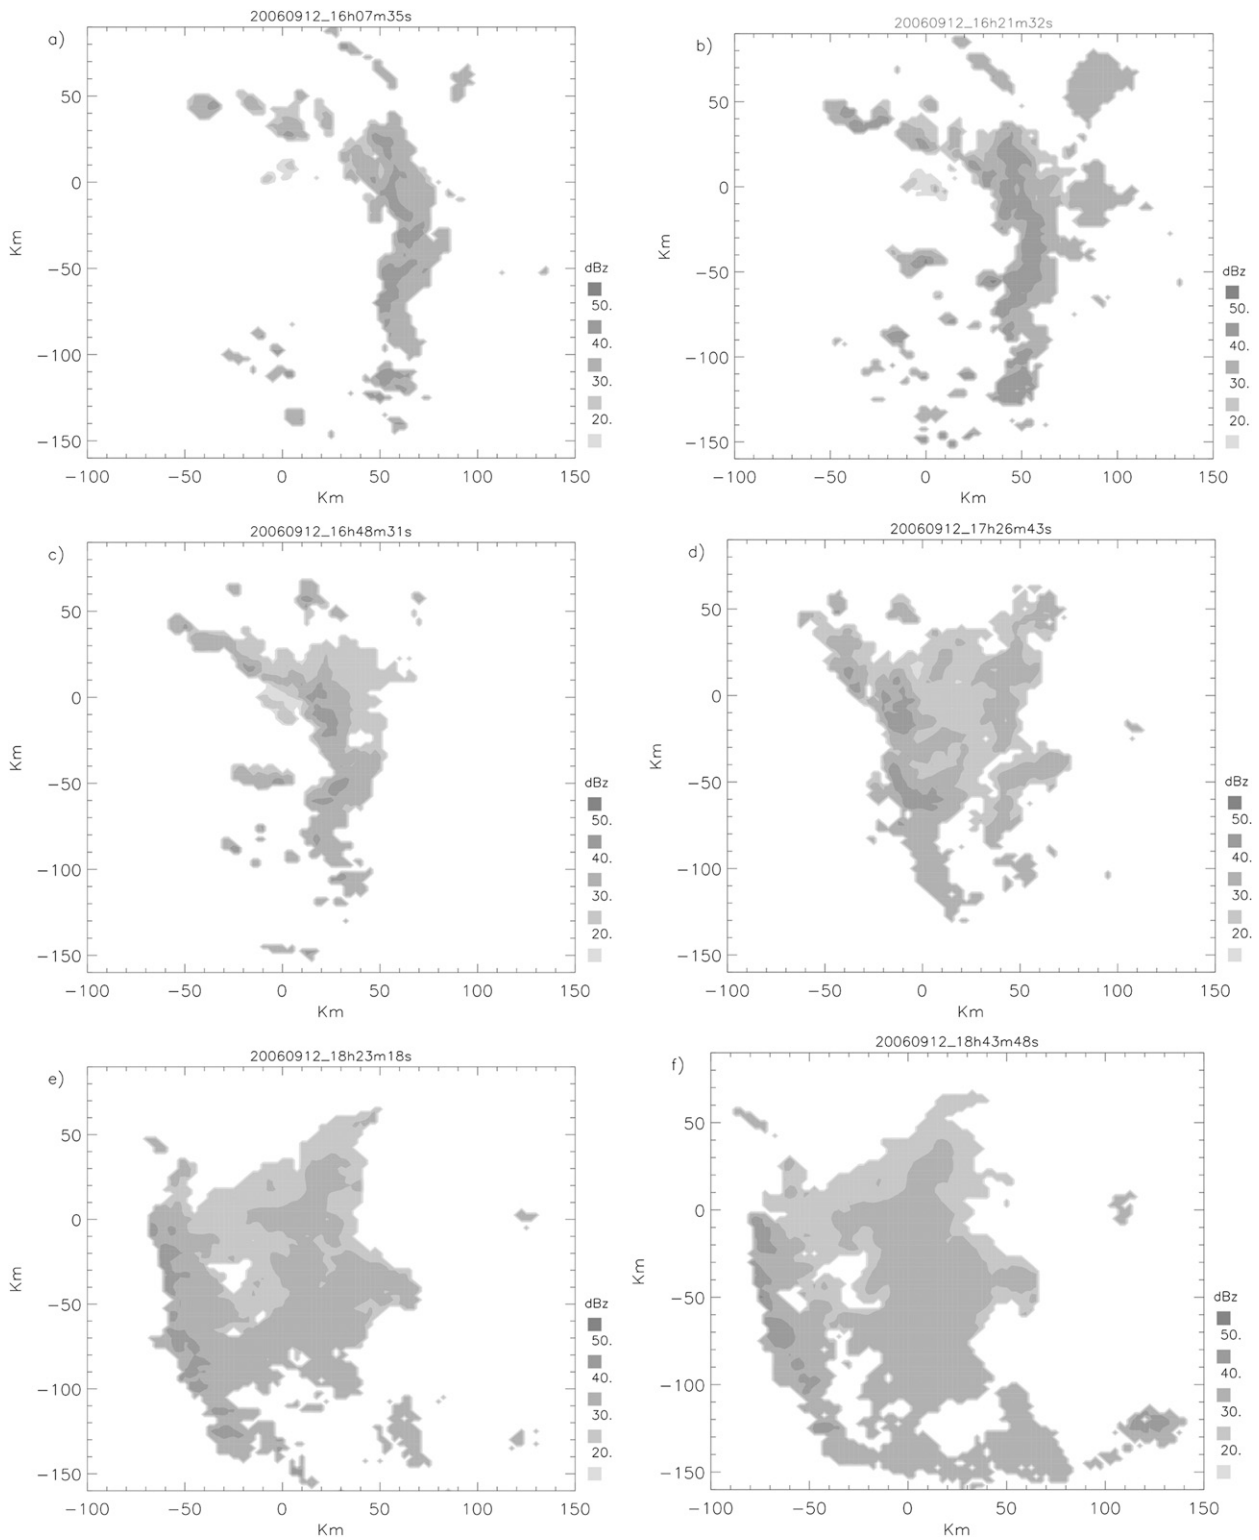 20060912_16h07m35s
a)
50
0
−50
−100
−150
Km
−100 −50 0 50 100 150
Km
dBz
50.
40.
30.
20.
20060912_16h21m32s
b)
50
0
−50
−100
−150
Km
−100 −50 0 50 100 150
Km
dBz
50.
40.
30.
20.
20060912_16h48m31s
c)
50
0
−50
−100
−150
Km
−100 −50 0 50 100 150
Km
dBz
50.
40.
30.
20.
20060912_17h26m43s
d)
50
0
−50
−100
−150
Km
−100 −50 0 50 100 150
Km
dBz
50.
40.
30.
20.
20060912_18h23m18s
e)
50
0
−50
−100
−150
Km
−100 −50 0 50 100 150
Km
dBz
50.
40.
30.
20.
20060912_18h43m48s
f)
50
0
−50
−100
−150
Km
−100 −50 0 50 100 150
Km
dBz
50.
40.
30.
20.